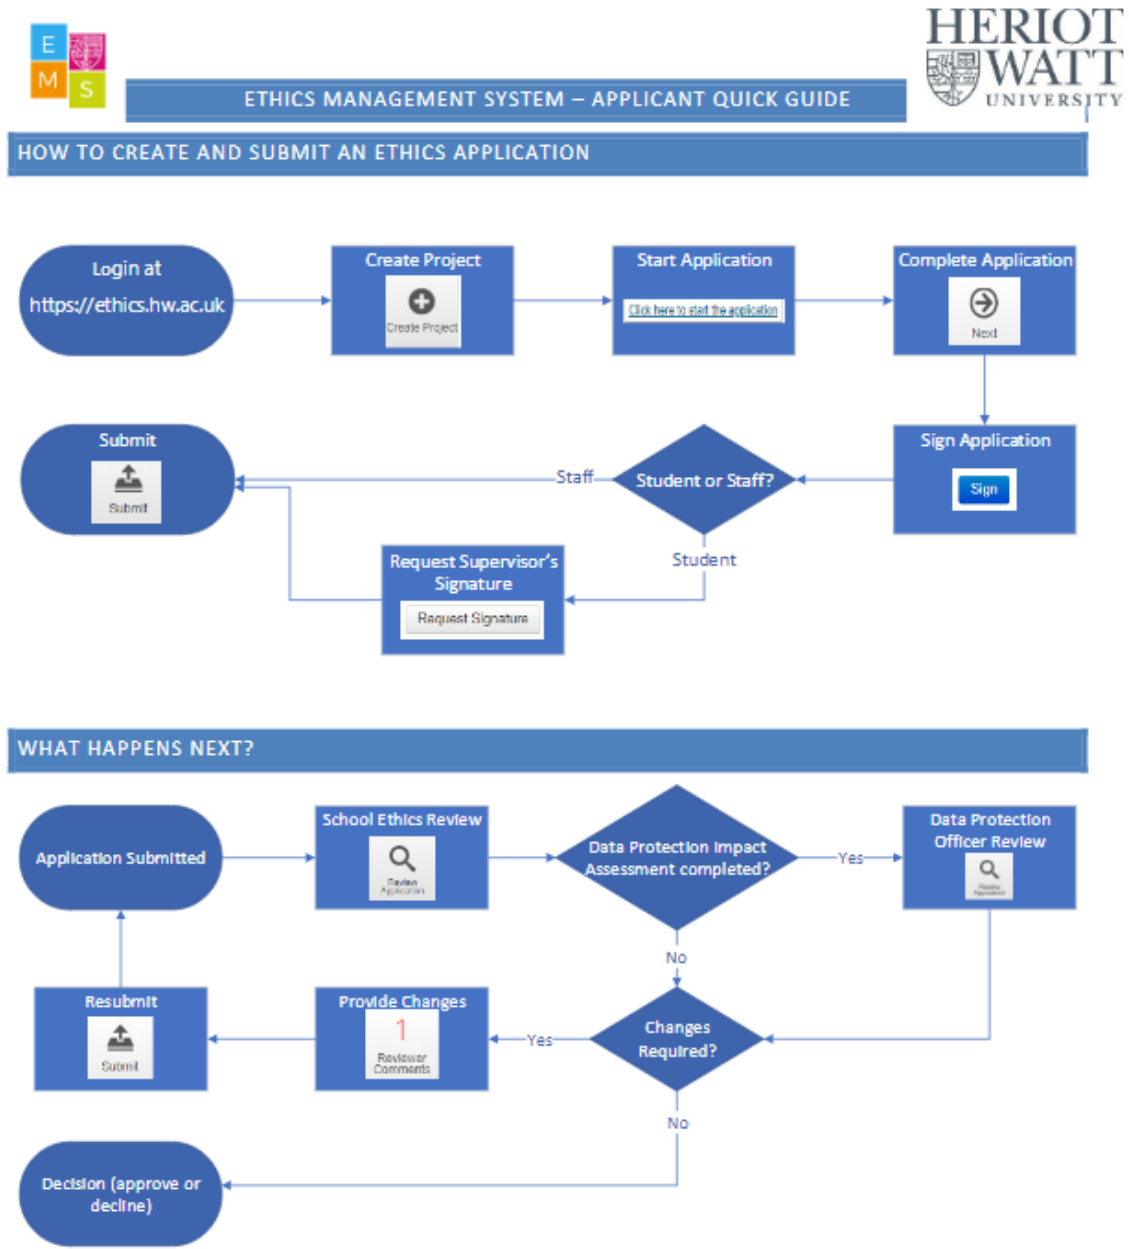 E
M
S
HERIOT
WATT
UNIVERSITY
ETHICS MANAGEMENT SYSTEM – APPLICANT QUICK GUIDE
HOW TO CREATE AND SUBMIT AN ETHICS APPLICATION
Login at
https://ethics.hw.ac.uk
Create Project
Create Project
Start Application
Click here to start the application
Complete Application
Next
Submit
Submit
Staff
Student or Staff?
Sign Application
Sign
Student
Request Supervisor's
Signature
Request Signature
WHAT HAPPENS NEXT?
Application Submitted
School Ethics Review
Review
Application
Data Protection Impact
Assessment completed?
Yes
Data Protection
Officer Review
Review
Application
No
Resubmit
Submit
Provide Changes
1
Reviewer
Comments
Yes
Changes
Required?
No
Decision (approve or
decline)